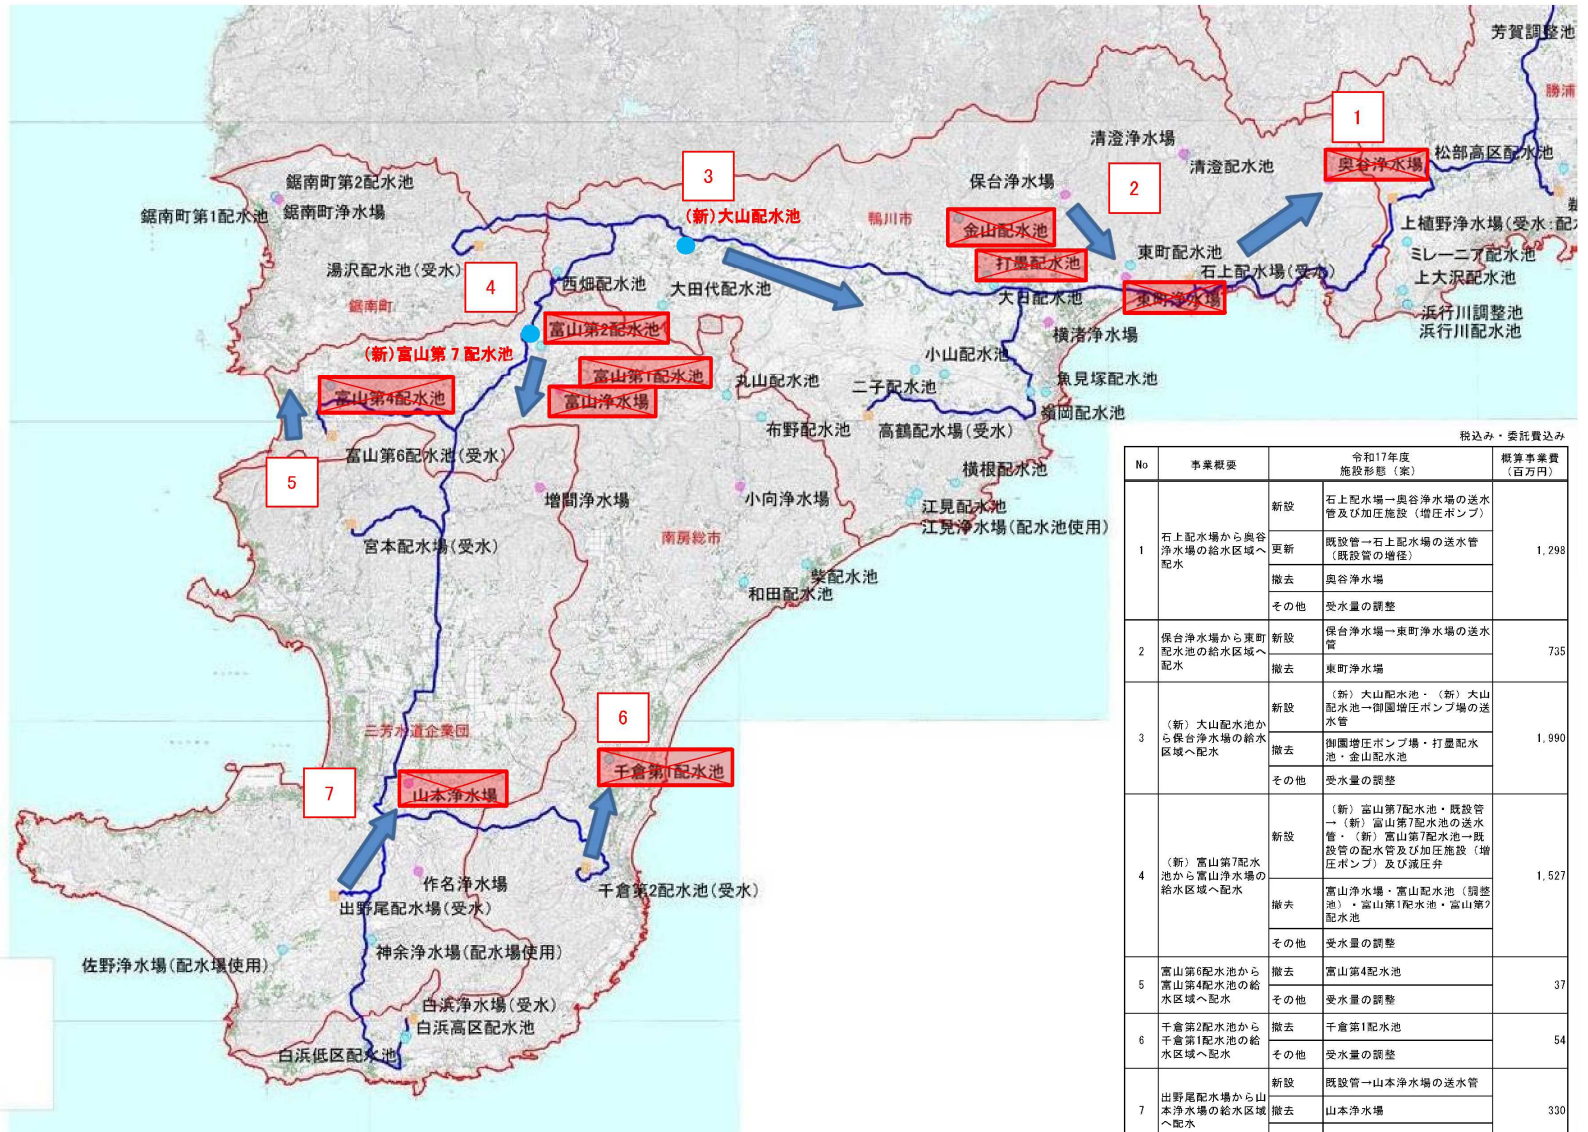 芳賀調整池
勝浦
1
清澄浄水場
奥谷浄水場
松部高区配水池
清澄配水池
3
鋸南町第2配水池
保台浄水場
2
鋸南町第1配水池
鋸南町浄水場
(新)大山配水池
鴨川市
金山配水池
上植野浄水場(受水:配
東町配水池
ミレーニア配水池
湯沢配水池(受水)
打墨配水池
石上配水場(受水)
上大沢配水池
4
西畑配水池
大田代配水池
大日配水池
東町浄水場
鋸南町
浜行川調整池
富山第2配水池
横渚浄水場
浜行川配水池
(新)富山第7配水池
小山配水池
富山第1配水池
丸山配水池
二子配水池
魚見塚配水池
富山第4配水池
富山浄水場
嶺岡配水池
布野配水池
高鶴配水場(受水)
富山第6配水池(受水)
5
横根配水池
増間浄水場
小向浄水場
江見配水池
江見浄水場(配水池使用)
宮本配水場(受水)
南房総市
柴配水池
和田配水池
6
三芳水道企業団
千倉第1配水池
7
山本浄水場
作名浄水場
千倉第2配水池(受水)
出野尾配水場(受水)
神余浄水場(配水場使用)
佐野浄水場(配水場使用)
白浜浄水場(受水)
白浜高区配水池
白浜低区配水池
税込み・委託費込み
No 事業概要 令和17年度 施設形態(案) 概算事業費(百万円)
1
石上配水場から奥谷
浄水場の給水区域へ
配水
新設 石上配水場→奥谷浄水場の送水
管及び加圧施設(増圧ポンプ)
更新 既設管→石上配水場の送水管
(既設管の増径)
撤去 奥谷浄水場
その他 受水量の調整
1,298
2
保台浄水場から東町
配水池の給水区域へ
配水
新設 保台浄水場→東町浄水場の送水
管
撤去 東町浄水場
735
3
(新)大山配水池か
ら保台浄水場の給水
区域へ配水
新設 (新)大山配水池・(新)大山
配水池→御園増圧ポンプ場の送
水管
撤去 御園増圧ポンプ場・打墨配水
池・金山配水池
その他 受水量の調整
1,990
4
(新)富山第7配水
池から富山浄水場の
給水区域へ配水
新設 (新)富山第7配水池・既設管
→(新)富山第7配水池の送水
管・(新)富山第7配水池→既
設管の配水管及び加圧施設(増
圧ポンプ)及び減圧弁
撤去 富山浄水場・富山配水池(調整
池)・富山第1配水池・富山第2
配水池
その他 受水量の調整
1,527
5
富山第6配水池から
富山第4配水池の給
水区域へ配水
撤去 富山第4配水池
その他 受水量の調整
37
6
千倉第2配水池から
千倉第1配水池の給
水区域へ配水
撤去 千倉第1配水池
その他 受水量の調整
54
7
出野尾配水場から山
本浄水場の給水区域
へ配水
新設 既設管→山本浄水場の送水管
撤去 山本浄水場
330